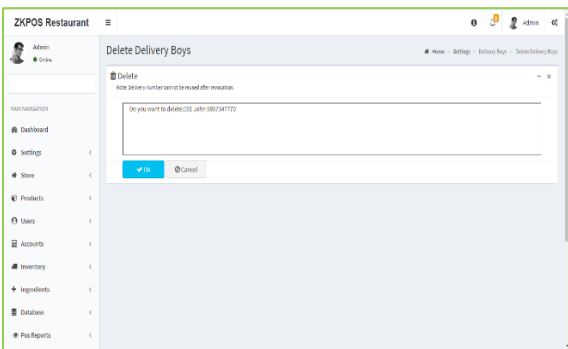 ZKPOS Restaurant
Admin
Admin
Online
Delete Delivery Boys
Home > Settings > Delivery Boys > Delete Delivery Boys
Delete
Note: Delivery number cannot be reused after revocation.
MAIN NAVIGATION
Do you want to delete:501 John
Ok
Cancel
Dashboard
Settings
Store
Products
Users
Accounts
Inventory
Ingredients
Database
Pos Reports